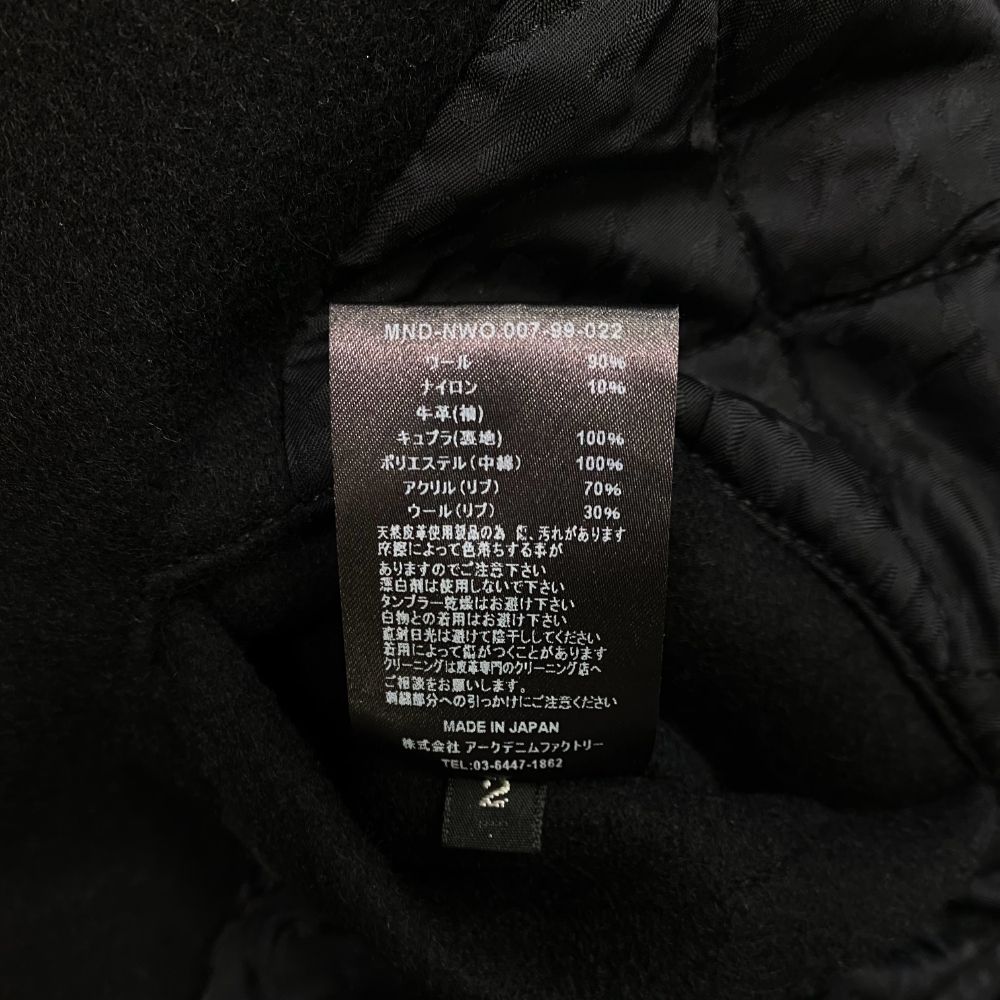 MND-NWO.007-99-022
ウール 90%
ナイロン 10%
牛革(袖)
キュプラ(裏地) 100%
ポリエステル(中綿) 100%
アクリル(リブ) 70%
ウール(リブ) 30%
天然皮革使用製品の為、傷、汚れがあります
摩擦によって色落ちする事が
ありますのでご注意下さい
漂白剤は使用しないで下さい
タンブラー乾燥はお避け下さい
白物との着用はお避け下さい
直射日光は避けて陰干ししてください
着用によって傷がつくことがあります
クリーニングは皮革専門のクリーニング店へ
ご相談をお願いします。
刺繍部分への引っかけにご注意ください
MADE IN JAPAN
株式会社 アークデニムファクトリー
TEL:03-6447-1862
2